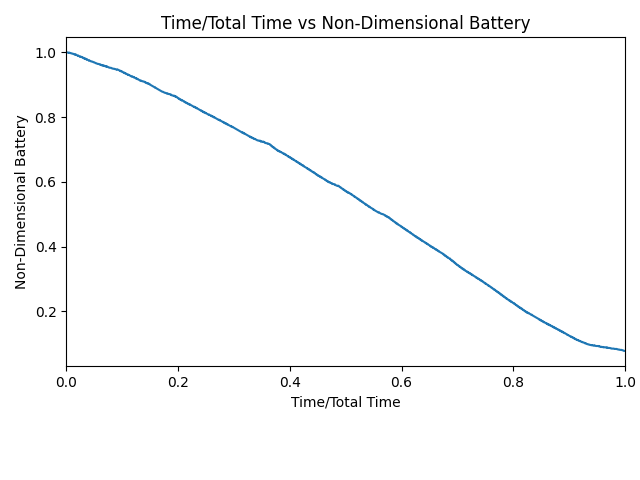 Time/Total Time vs Non-Dimensional Battery
1.0
0.8
0.6
0.4
0.2
Non-Dimensional Battery
0.0 0.2 0.4 0.6 0.8 1.0
Time/Total Time